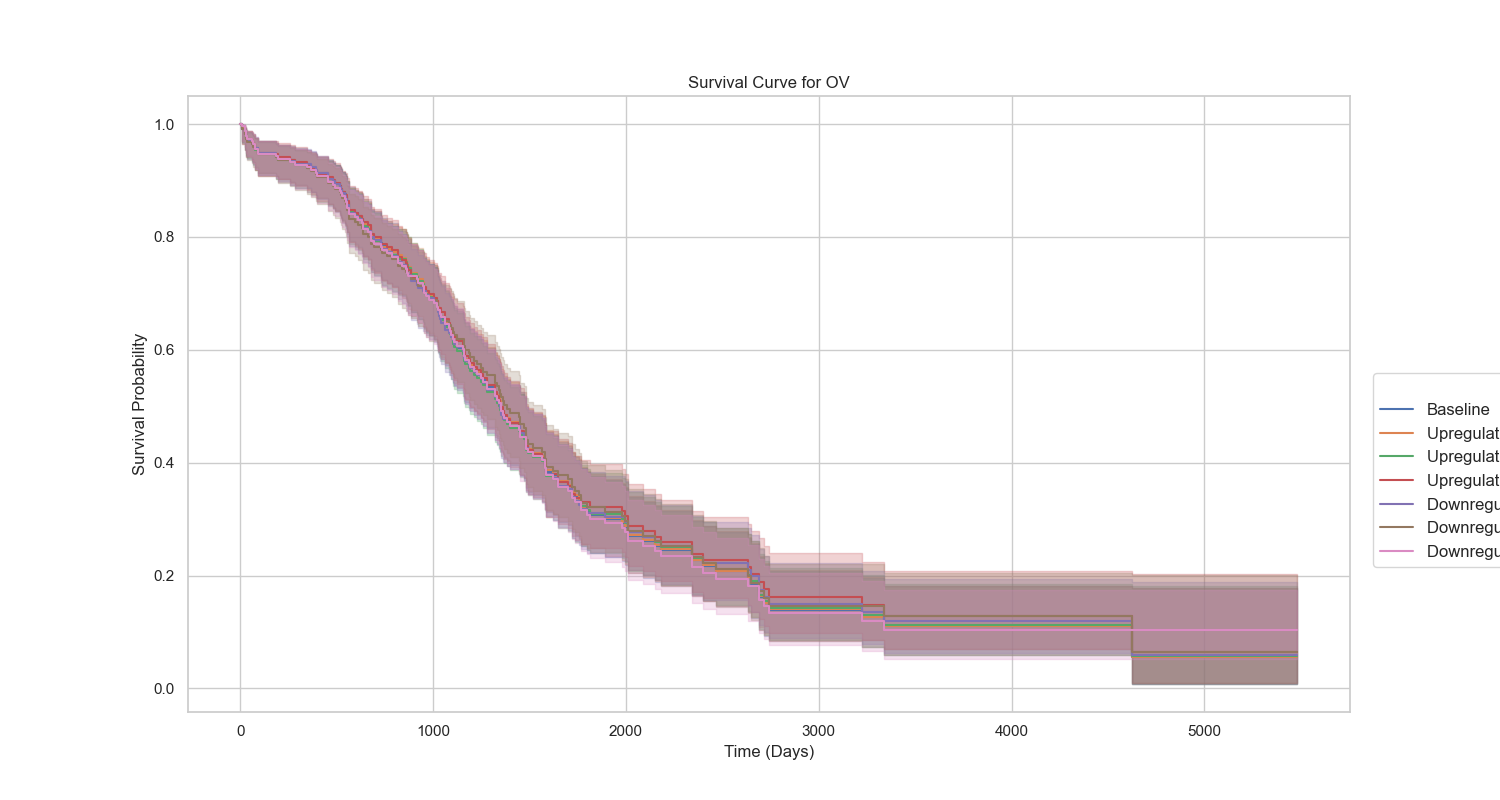 Survival Curve for OV
1.0
0.8
0.6
0.4
0.2
0.0
Survival Probability
0
1000
2000
3000
4000
5000
Time (Days)
Baseline
Upregulat
Upregulat
Upregulat
Downregu
Downregu
Downregu